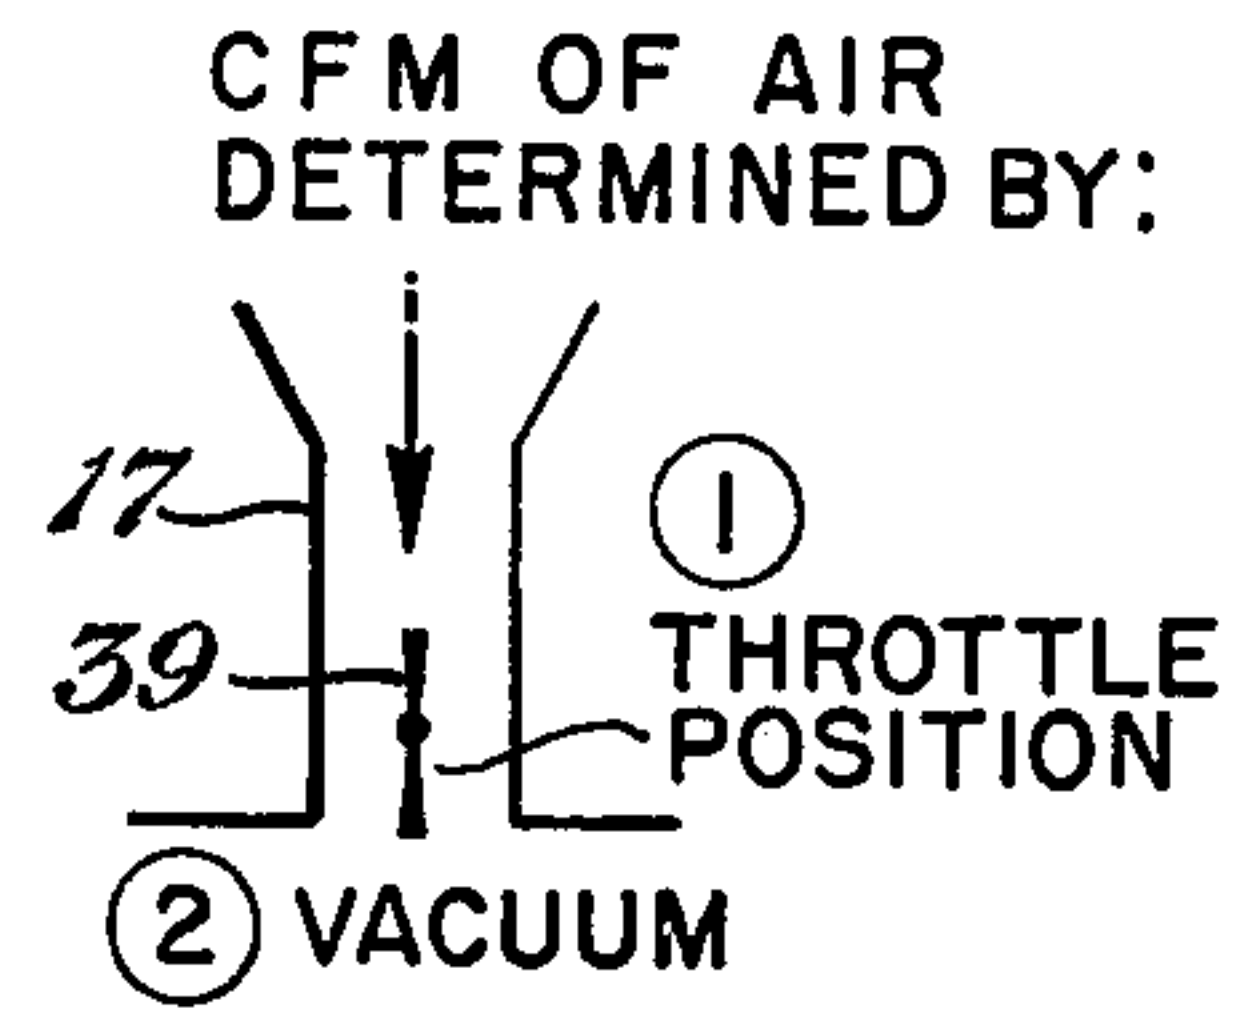 CFM OF AIR
DETERMINED BY:
17
1
39
THROTTLE
POSITION
2 VACUUM